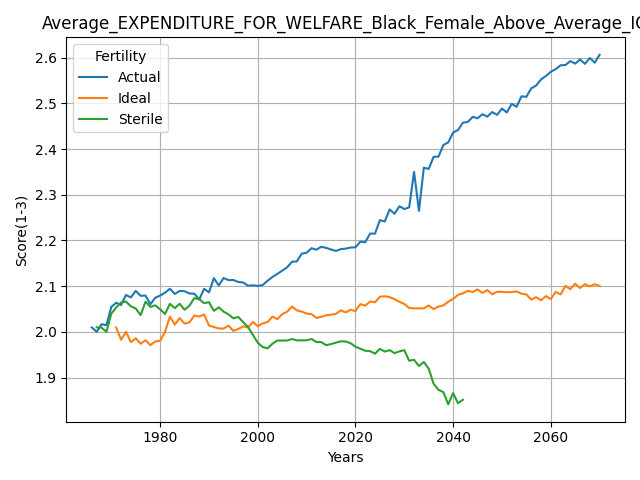 Average_EXPENDITURE_FOR_WELFARE_Black_Female_Above_Average_IQ
Fertility
Actual
Ideal
Sterile
Score(1-3)
2.6
2.5
2.4
2.3
2.2
2.1
2.0
1.9
1980
2000
2020
2040
2060
Years